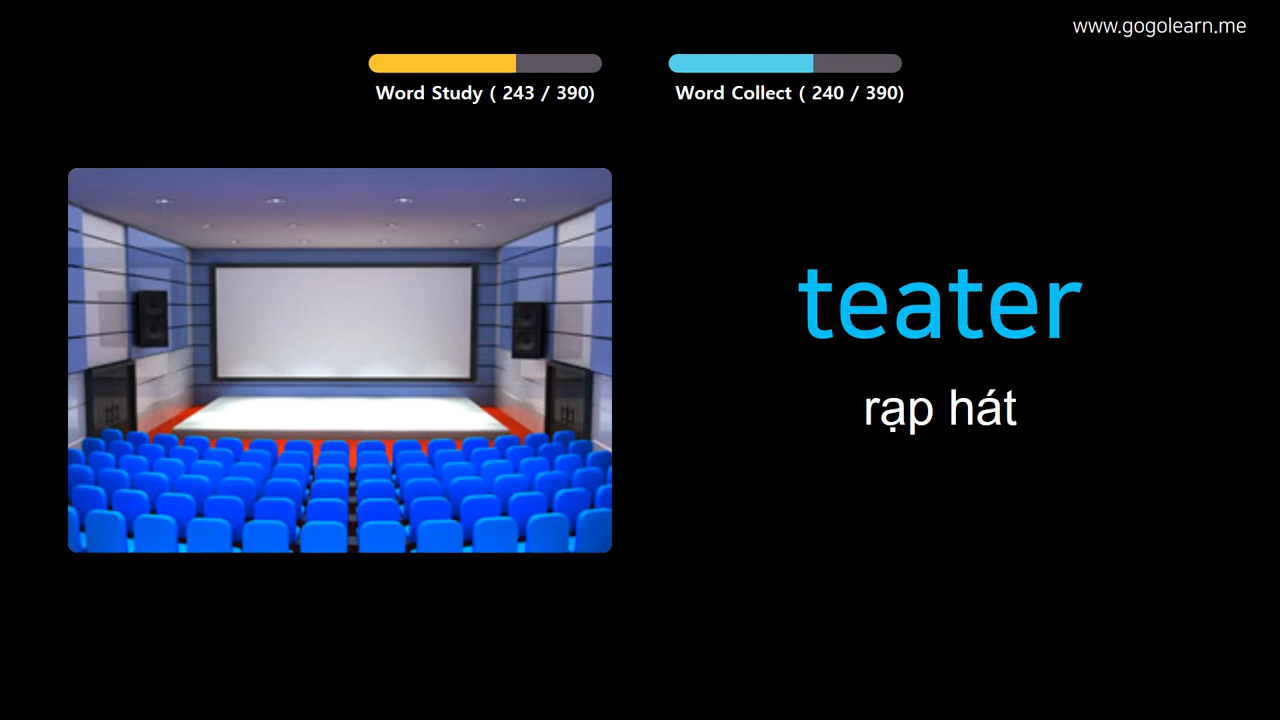 www.gogolearn.me
Word Study ( 243 / 390)
Word Collect ( 240 / 390)
teater
rạp hát